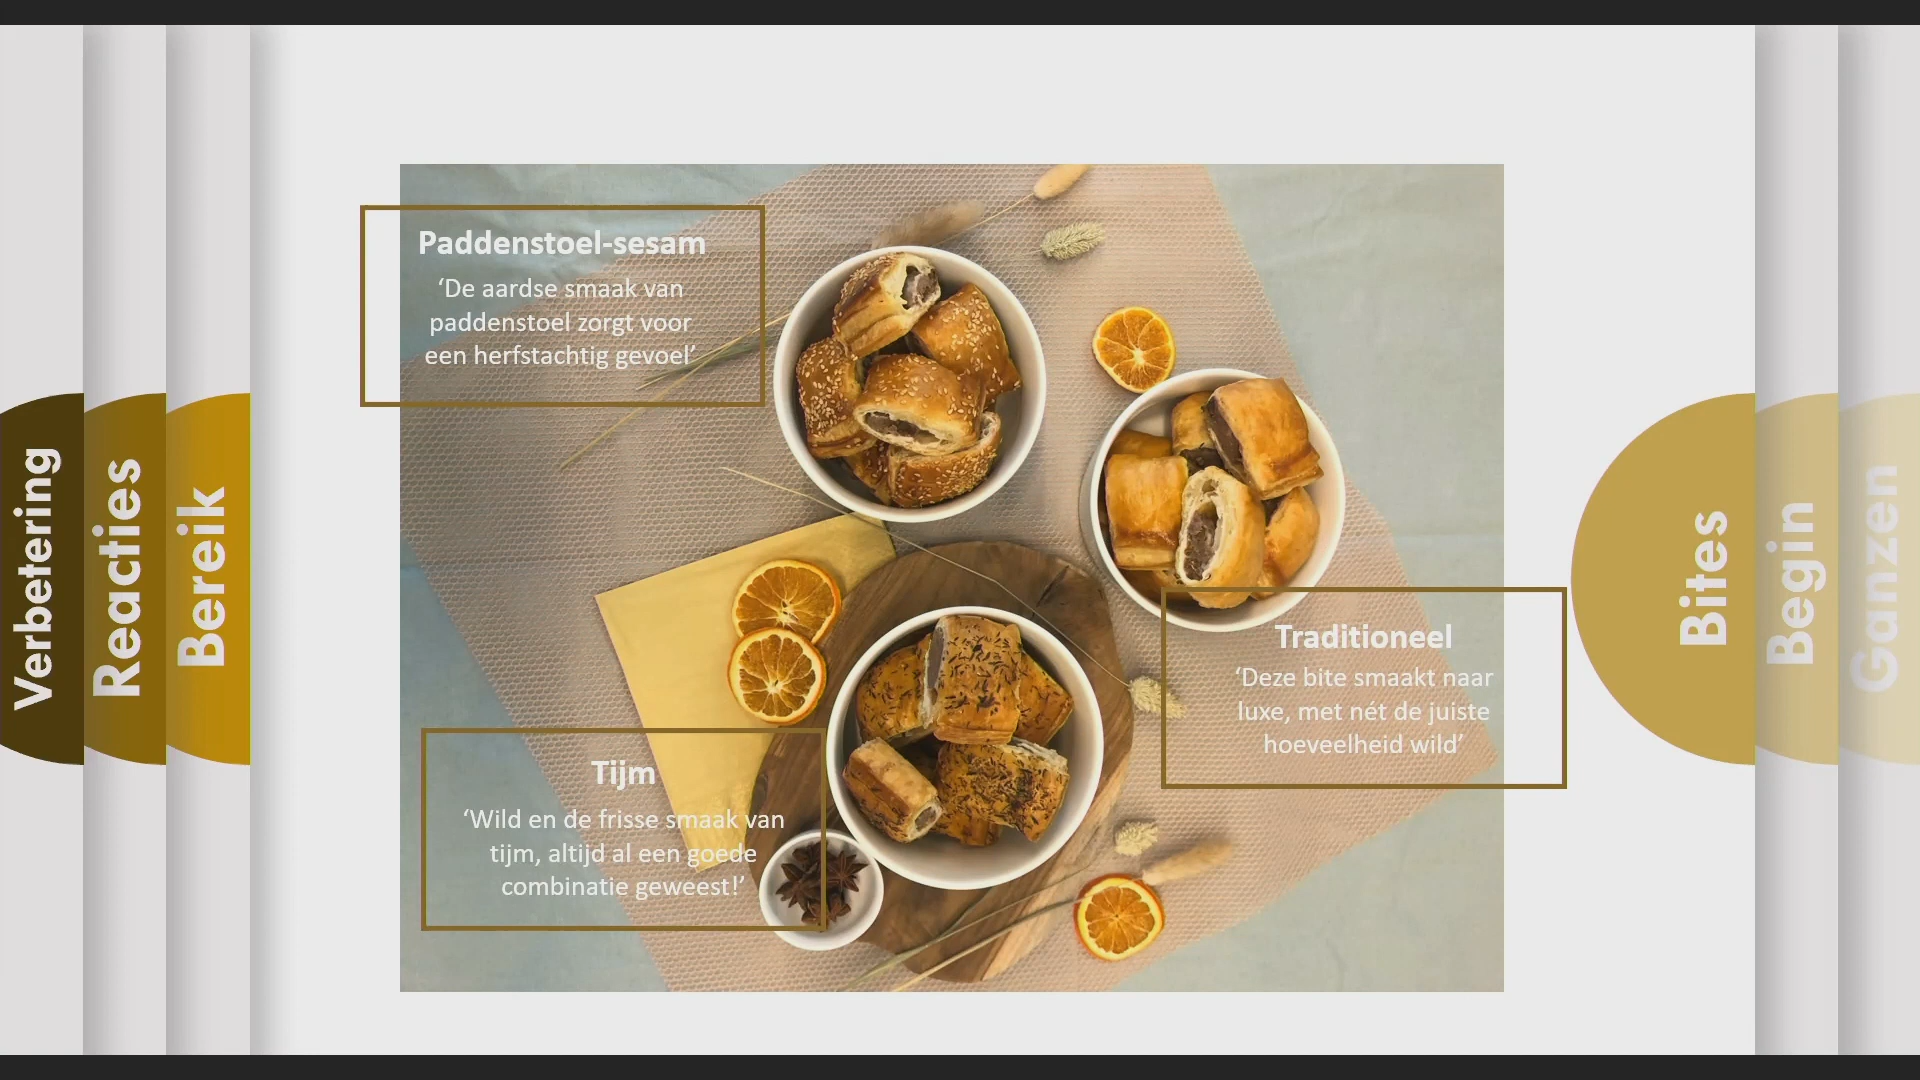 Verbetering
Reacties
Bereik
Paddenstoel-sesam
‘De aardse smaak van
paddenstoel zorgt voor
een herfstachtig gevoel’
Traditioneel
‘Deze bite smaakt naar
luxe, met nét de juiste
hoeveelheid wild’
Tijm
‘Wild en de frisse smaak van
tijm, altijd al een goede
combinatie geweest!’
Bites
Begin
Ganzen